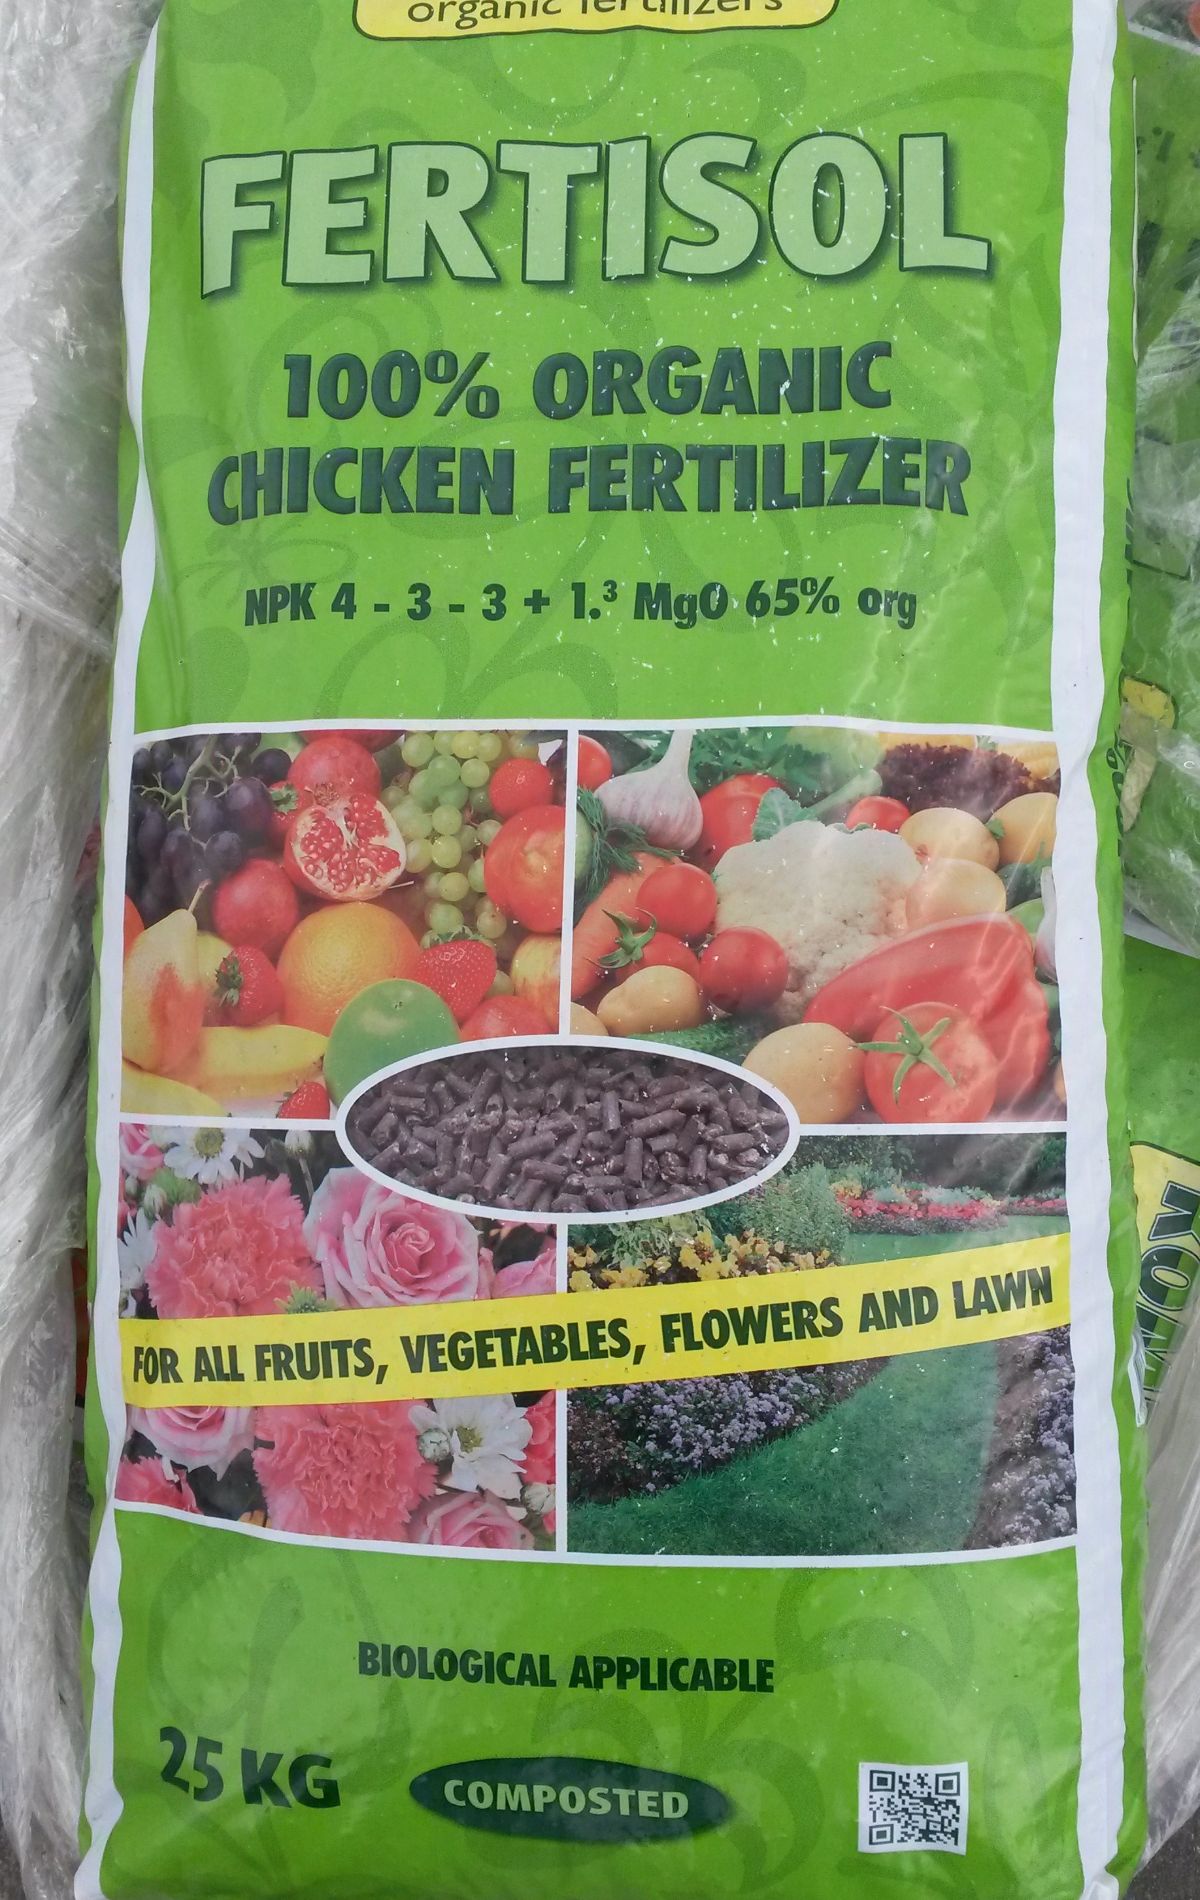 organic fertilizers
FERTISOL
100% ORGANIC
CHICKEN FERTILIZER
NPK 4 - 3 - 3 + 1.³ MgO 65% org
FOR ALL FRUITS, VEGETABLES, FLOWERS AND LAWN
BIOLOGICAL APPLICABLE
25 KG
COMPOSTED